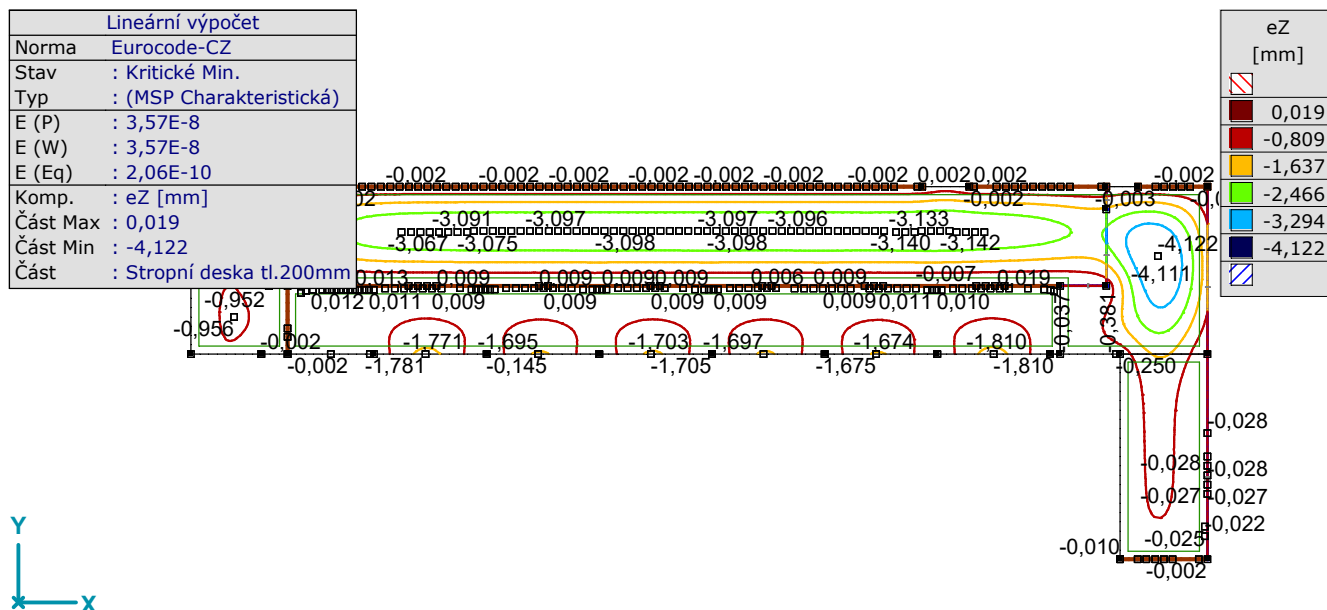 Lineární výpočet
Norma Eurocode-CZ
Stav : Kritické Min.
Typ : (MSP Charakteristická)
E (P) : 3,57E-8
E (W) : 3,57E-8
E (Eq) : 2,06E-10
Komp. : eZ [mm]
Část Max : 0,019
Část Min : -4,122
Část : Stropní deska tl.200mm
eZ
[mm]
0,019
-0,809
-1,637
-2,466
-3,294
-4,122
-0,002 -0,002 -0,002 -0,002 -0,002 -0,002 -0,002
-0,002 -0,003
-3,091 -3,097 -3,097 -3,096 -3,133
-3,067 -3,075 -3,098 -3,098 -3,140 -3,142
-4,122
-4,111
0,009 0,009 0,009 0,006 0,009 -0,007 0,019
0,012 0,011 0,009 0,009 0,009 0,009 0,009 0,011 0,010
-0,037
-0,381
-0,952
-0,956
-0,002 -1,771 -1,695 -1,703 -1,697 -1,674 -1,810
-0,002 -1,781 -0,145 -1,705 -1,675 -1,810 -0,250
-0,028
-0,028 -0,028
-0,027 -0,027
-0,022
-0,025
-0,010
-0,002
Y
X